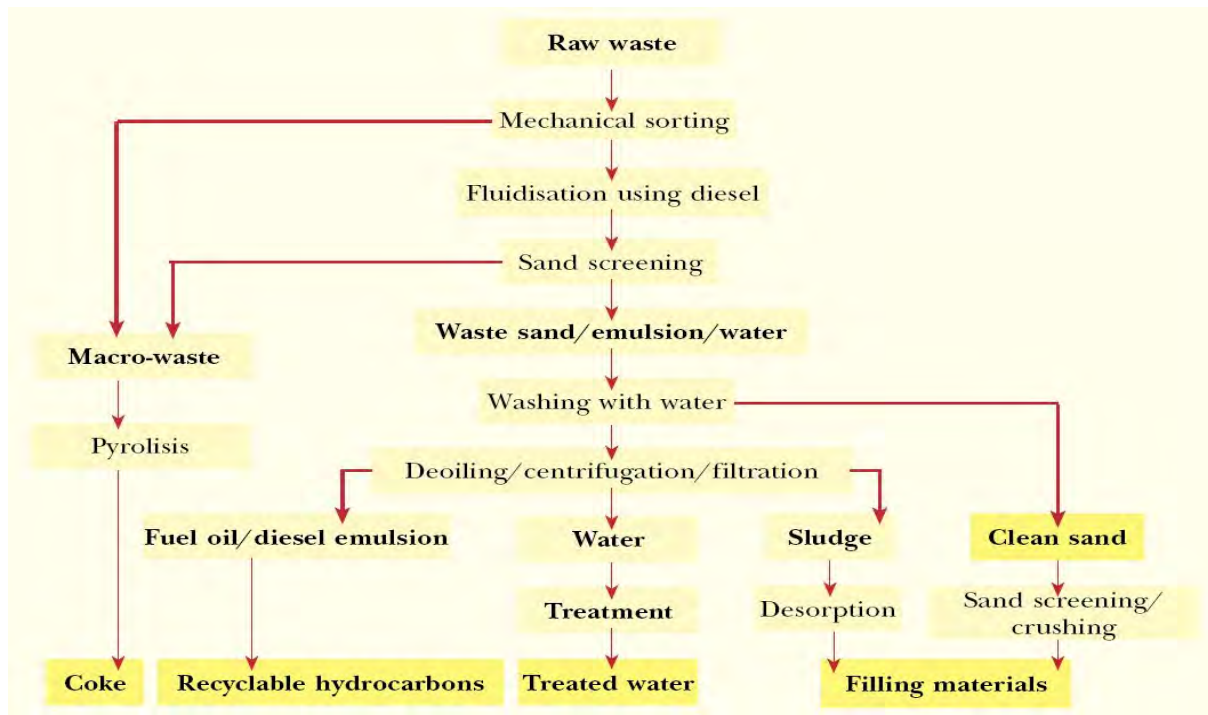 Raw waste
Mechanical sorting
Fluidisation using diesel
Sand screening
Waste sand/emulsion/water
Macro-waste
Washing with water
Pyrolisis
Deoiling/centrifugation/filtration
Fuel oil/diesel emulsion
Water
Sludge
Clean sand
Treatment
Desorption
Sand screening/
crushing
Coke
Recyclable hydrocarbons
Treated water
Filling materials